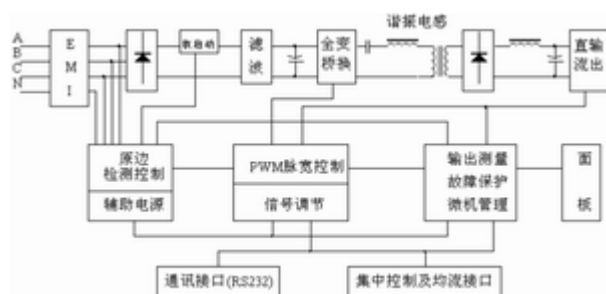 谐振电感
A
B
C
N
E
M
I
软启动
滤
波
全变
桥换
直输
流出
原边
检测控制
辅助电源
PWM脉宽控制
信号调节
输出测量
故障保护
微机管理
面
板
通讯接口(RS232)
集中控制及均流接口